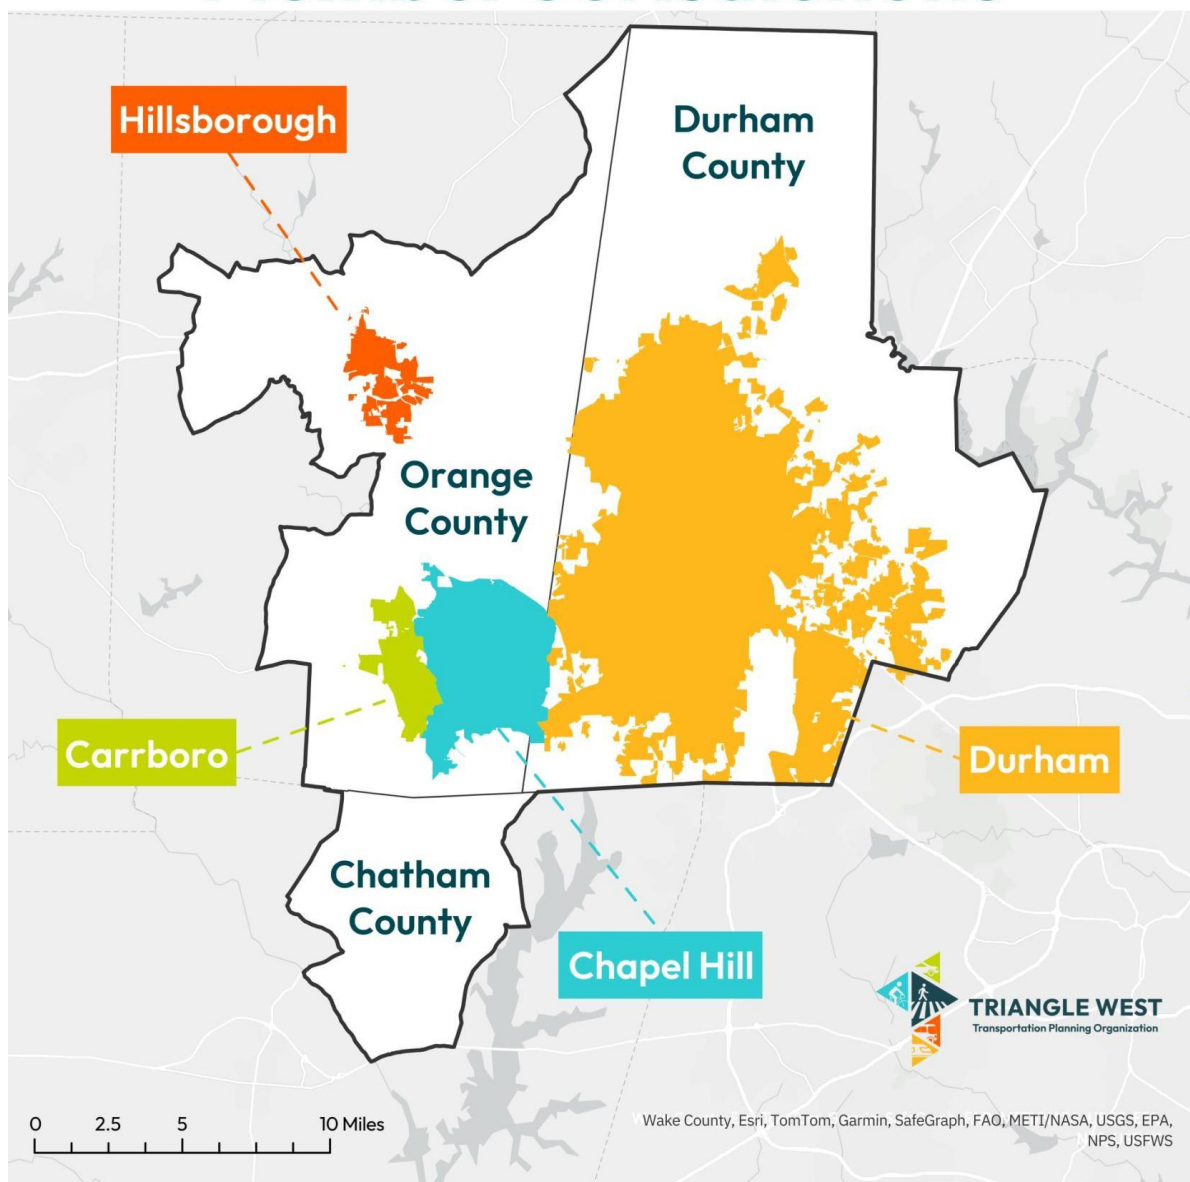 Hillsborough
Durham
County
Orange
County
Carrboro
Durham
Chatham
County
Chapel Hill
TRIANGLE WEST
Transportation Planning Organization
0 2.5 5 10 Miles
Wake County, Esri, TomTom, Garmin, SafeGraph, FAO, METI/NASA, USGS, EPA,
NPS, USFWS